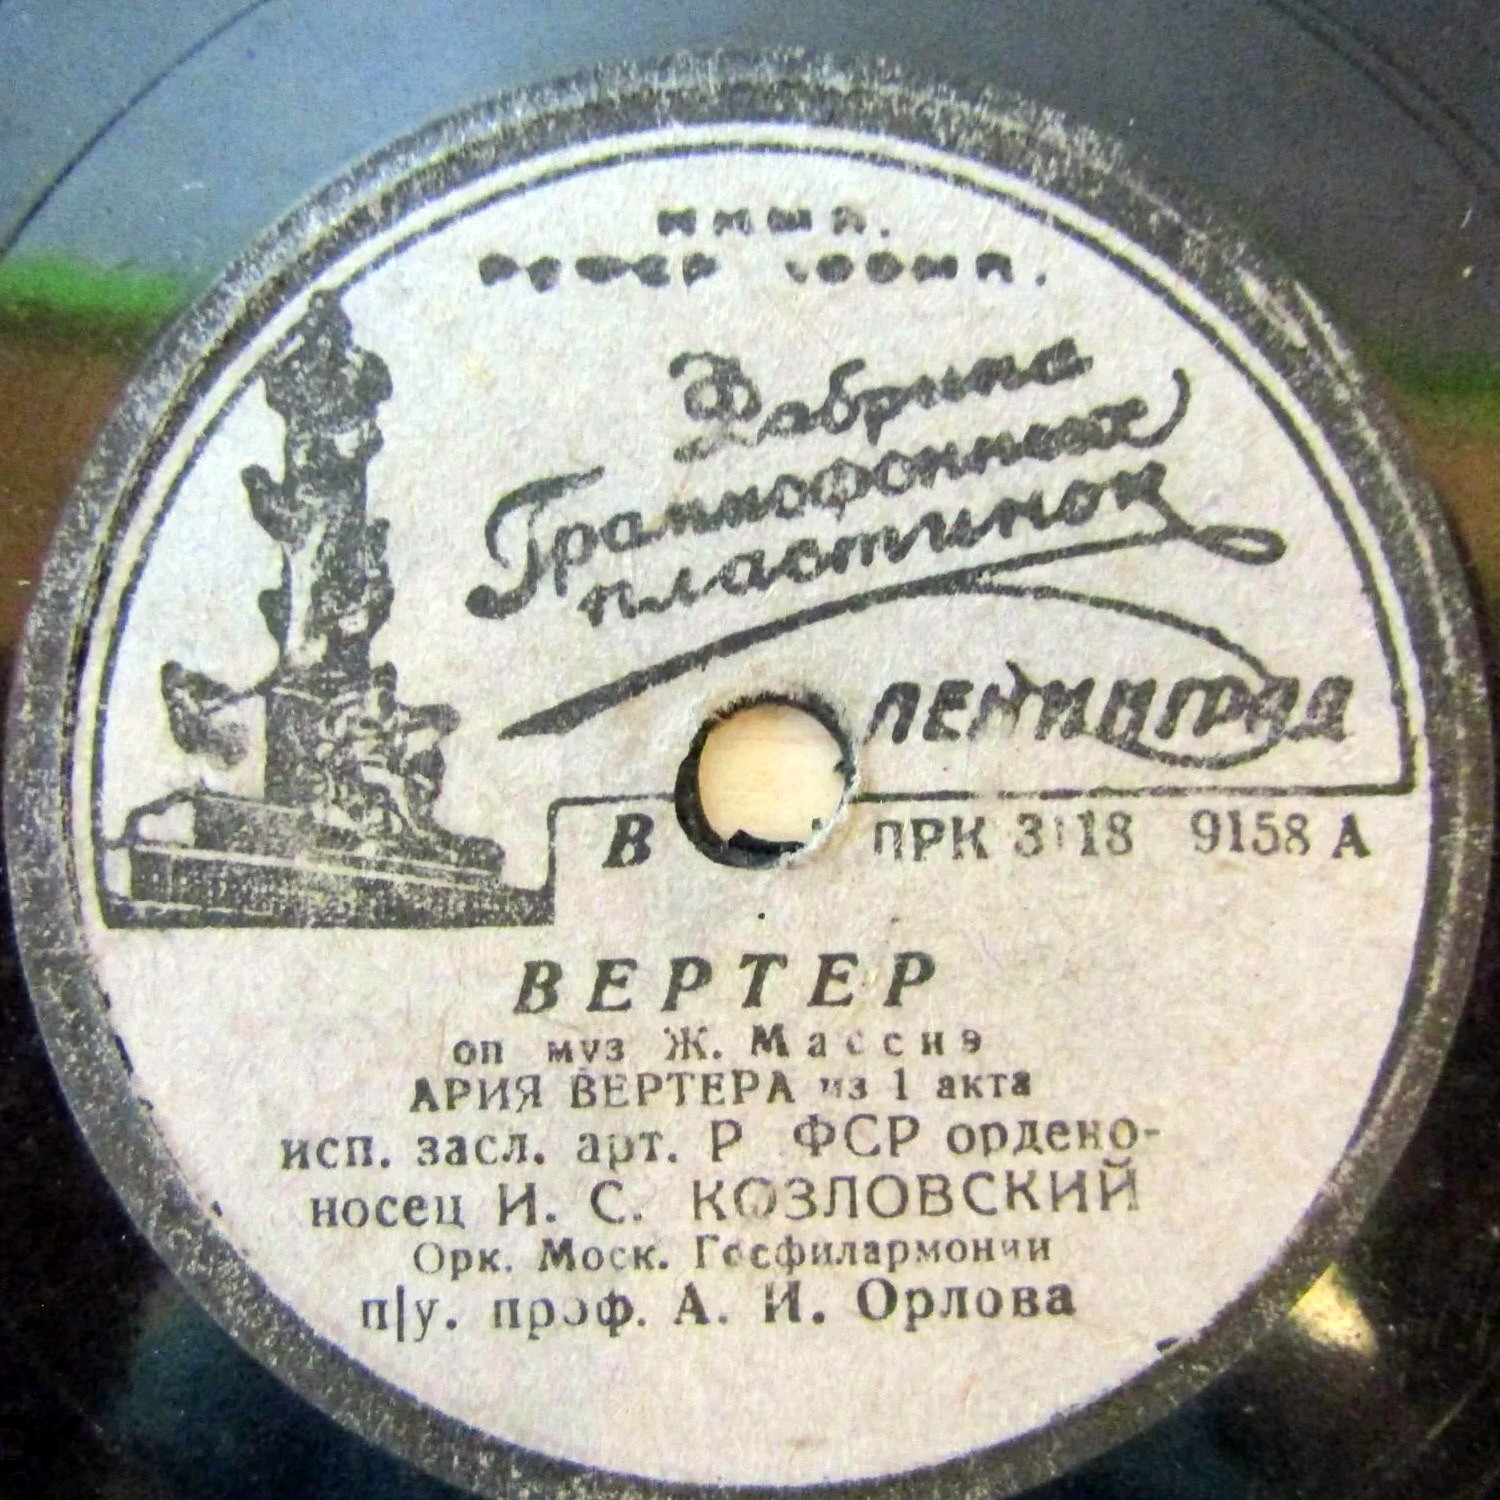 Фабрика
Граммофонных
пластинок
ЛЕНИНГРАД
В ПРК 3118 9158 А
ВЕРТЕР
оп муз Ж. Массне
АРИЯ ВЕРТЕРА из 1 акта
исп. засл. арт. Р ФСР ордено-
носец И. С. КОЗЛОВСКИЙ
Орк. Моск. Госфилармонии
п/у. проф. А. И. Орлова